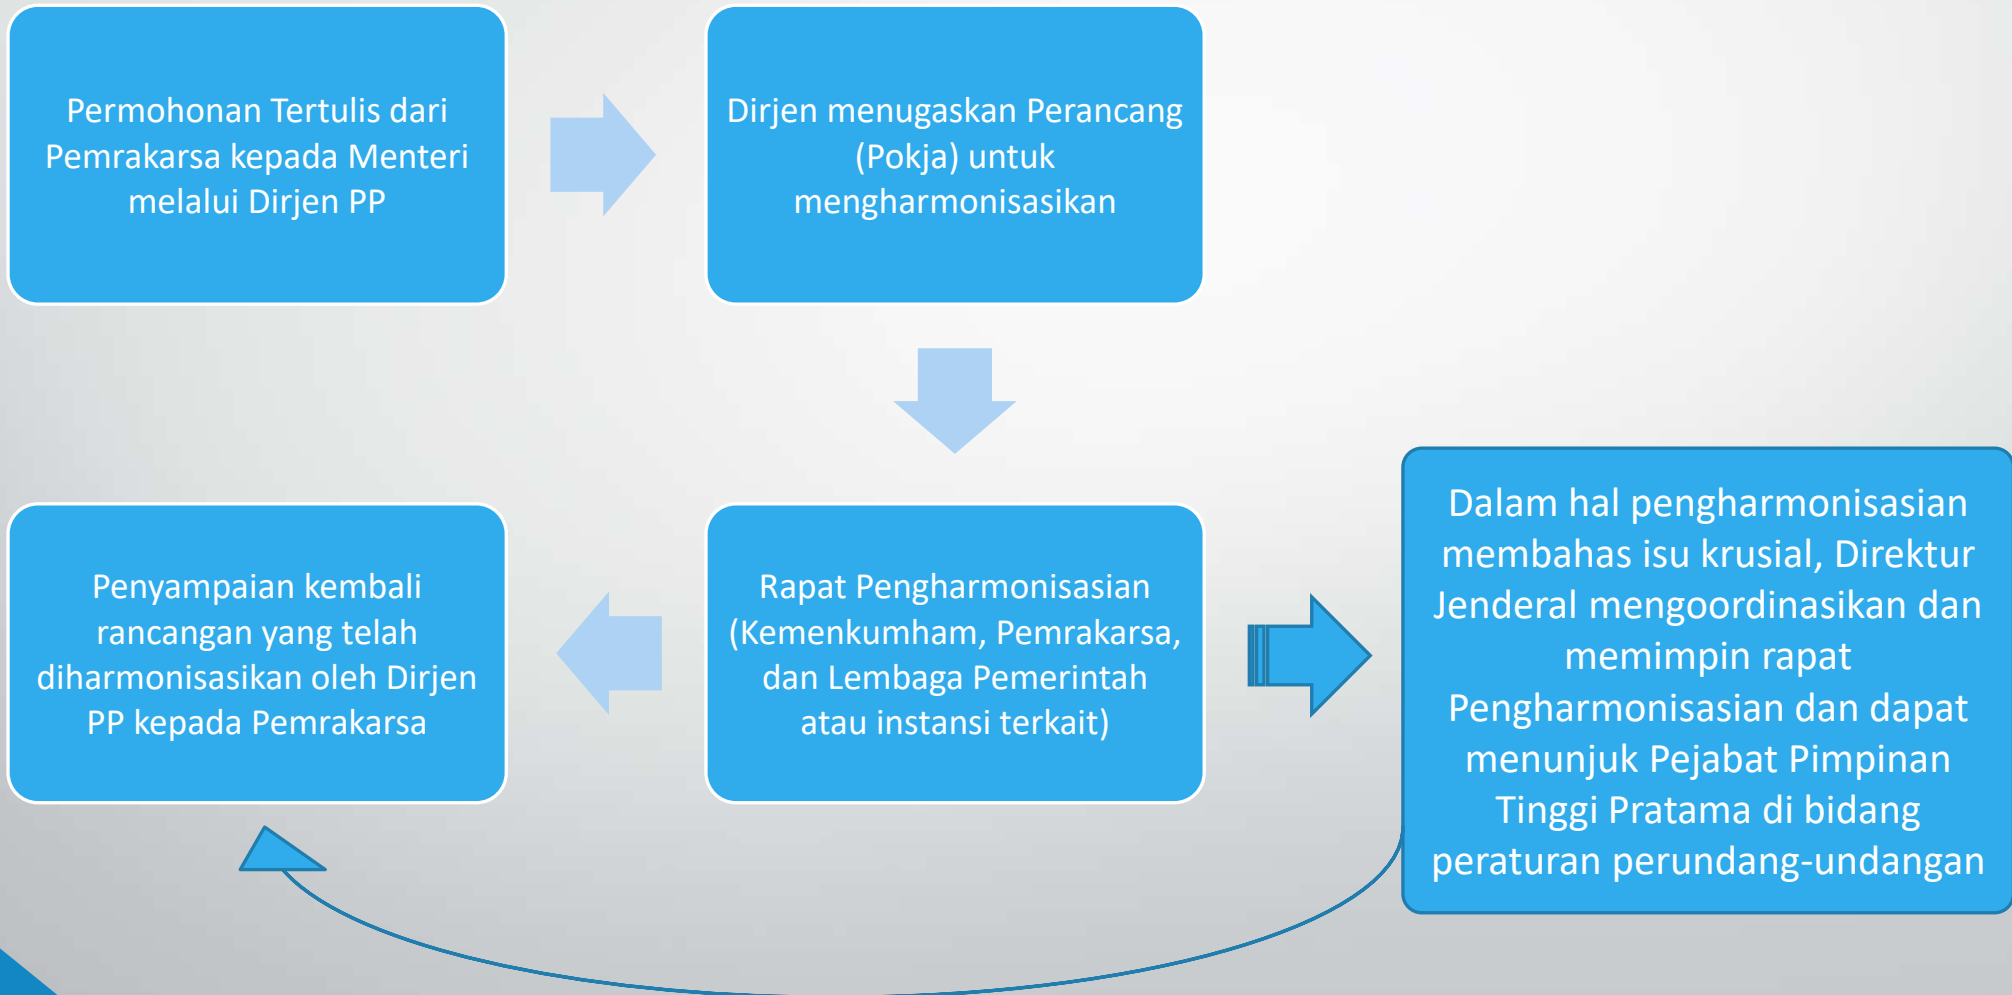 Permohonan Tertulis dari
Pemrakarsa kepada Menteri
melalui Dirjen PP
Dirjen menugaskan Perancang
(Pokja) untuk
mengharmonisasikan
Rapat Pengharmonisasian
(Kemenkumham, Pemrakarsa,
dan Lembaga Pemerintah
atau instansi terkait)
Penyampaian kembali
rancangan yang telah
diharmonisasikan oleh Dirjen
PP kepada Pemrakarsa
Dalam hal pengharmonisasian
membahas isu krusial, Direktur
Jenderal mengoordinasikan dan
memimpin rapat
Pengharmonisasian dan dapat
menunjuk Pejabat Pimpinan
Tinggi Pratama di bidang
peraturan perundang-undangan